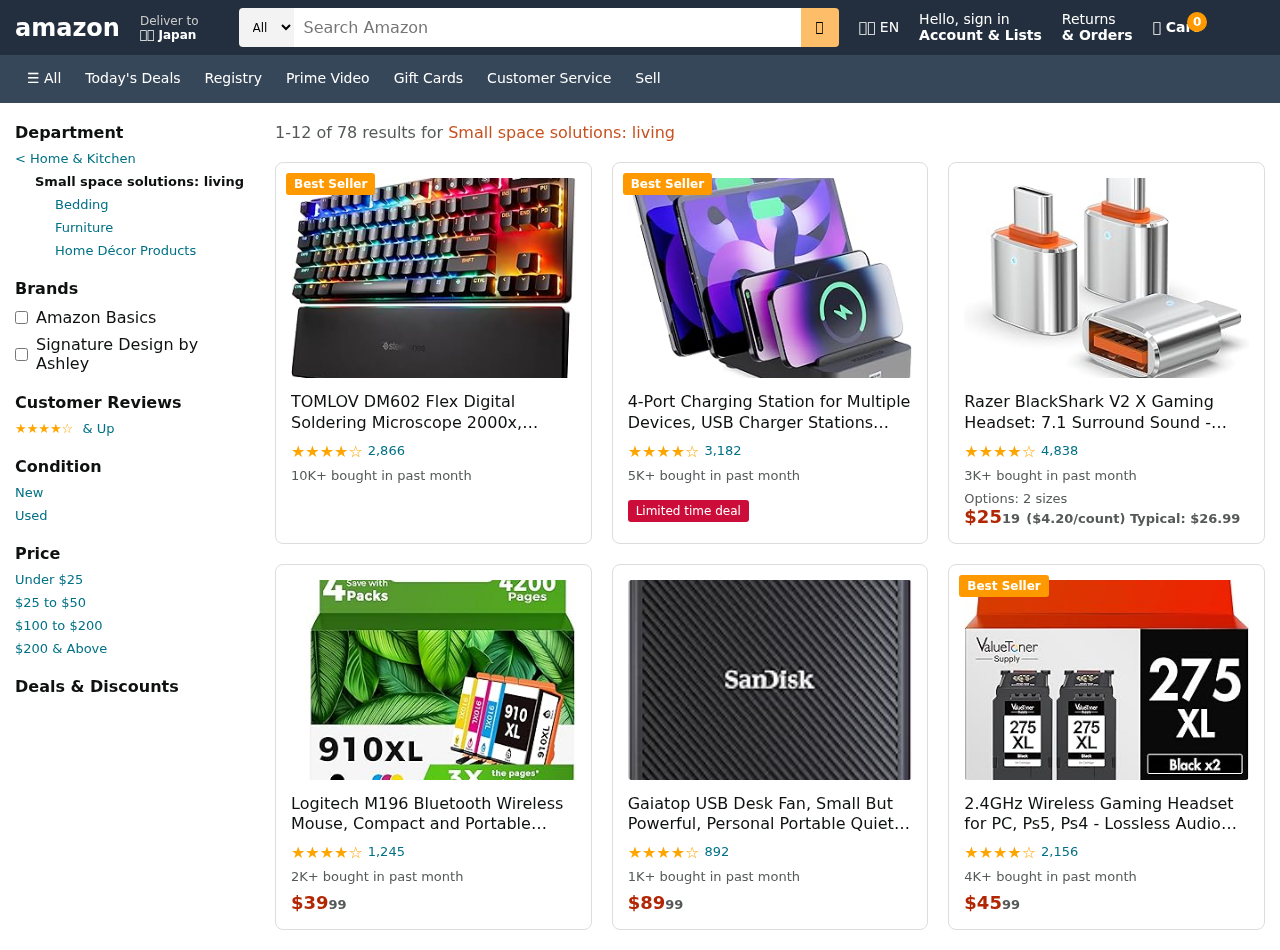 amazon
Deliver to
Japan
All
Search Amazon
EN
Hello, sign in
Account & Lists
Returns
& Orders
0
☰ All
Today's Deals
Registry
Prime Video
Gift Cards
Customer Service
Sell
Department
< Home & Kitchen
Small space solutions: living
Bedding
Furniture
Home Décor Products
Brands
Amazon Basics
Signature Design by
Ashley
Customer Reviews
★★★★☆ & Up
Condition
New
Used
Price
Under $25
$25 to $50
$100 to $200
$200 & Above
Deals & Discounts
1-12 of 78 results for Small space solutions: living
Best Seller
TOMLOV DM602 Flex Digital
Soldering Microscope 2000x,...
★★★★☆ 2,866
10K+ bought in past month
Best Seller
4-Port Charging Station for Multiple
Devices, USB Charger Stations...
★★★★☆ 3,182
5K+ bought in past month
Limited time deal
Razer BlackShark V2 X Gaming
Headset: 7.1 Surround Sound -...
★★★★☆ 4,838
3K+ bought in past month
Options: 2 sizes
$25 19 ($4.20/count) Typical: $26.99
4 Save with
Packs
4200
Pages
910
XL
910XL
910XL
3X the pages*
Logitech M196 Bluetooth Wireless
Mouse, Compact and Portable...
★★★★☆ 1,245
2K+ bought in past month
$39 99
SanDisk
Gaiatop USB Desk Fan, Small But
Powerful, Personal Portable Quiet...
★★★★☆ 892
1K+ bought in past month
$89 99
Best Seller
ValueToner
Supply
275
XL
275
XL
Black
275
XL
Black
Black x2
2.4GHz Wireless Gaming Headset
for PC, Ps5, Ps4 - Lossless Audio...
★★★★☆ 2,156
4K+ bought in past month
$45 99